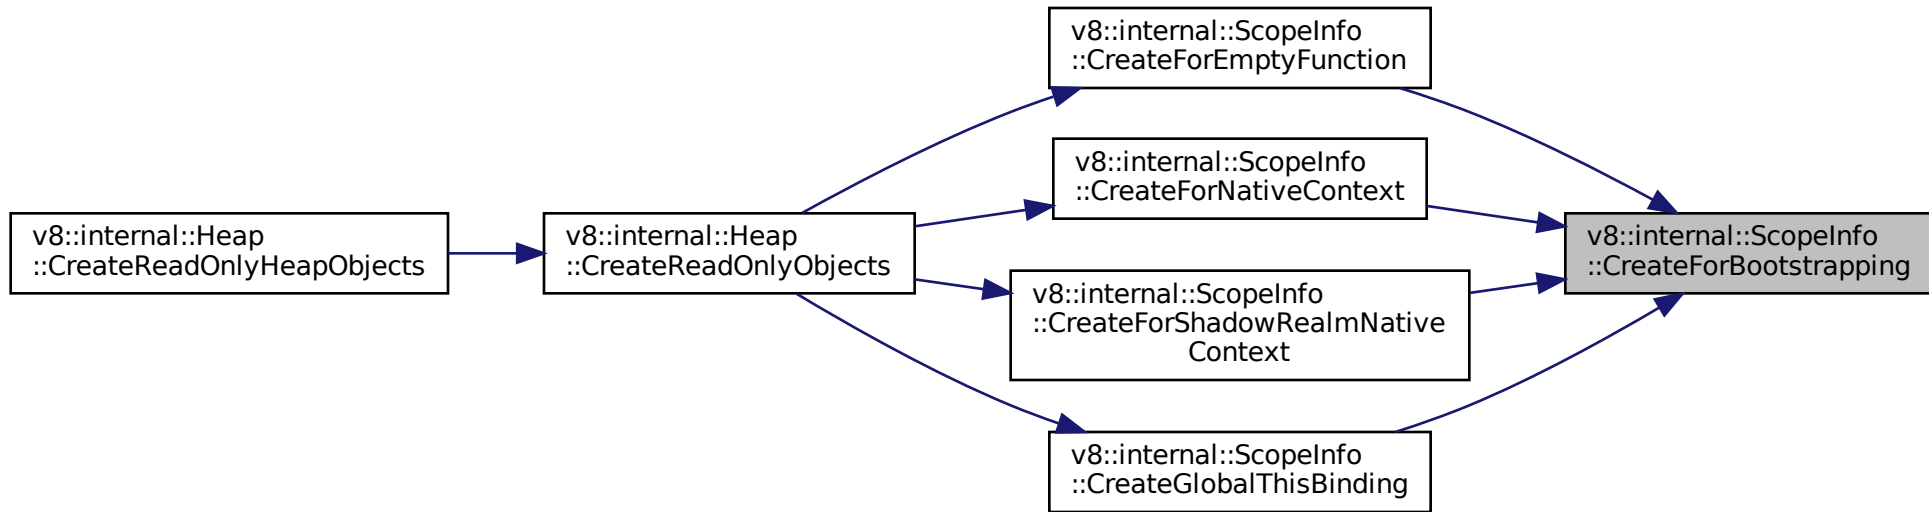 v8::internal::Heap
::CreateReadOnlyHeapObjects
v8::internal::Heap
::CreateReadOnlyObjects
v8::internal::ScopeInfo
::CreateForEmptyFunction
v8::internal::ScopeInfo
::CreateForNativeContext
v8::internal::ScopeInfo
::CreateForShadowRealmNative
Context
v8::internal::ScopeInfo
::CreateGlobalThisBinding
v8::internal::ScopeInfo
::CreateForBootstrapping